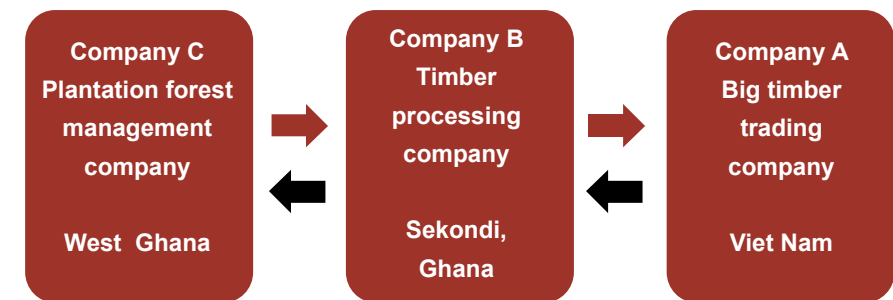 Company C
Plantation forest
management
company
West Ghana
Company B
Timber
processing
company
Sekondi,
Ghana
Company A
Big timber
trading
company
Viet Nam